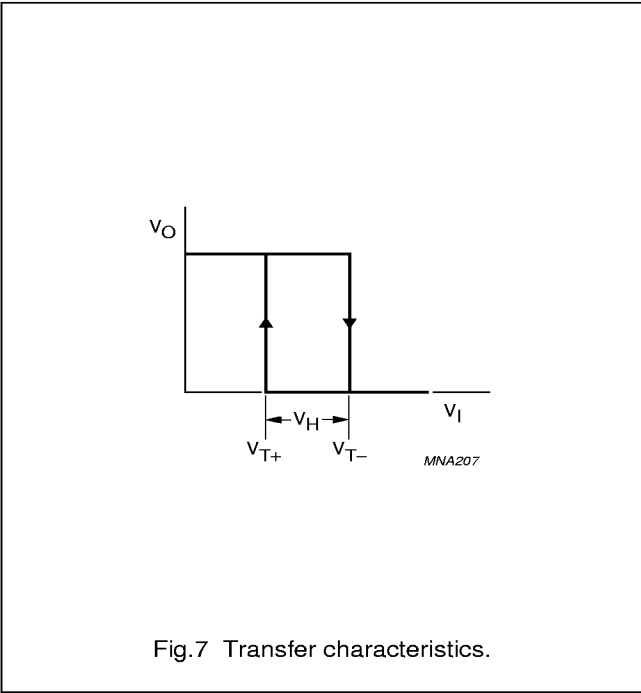 VO
VI
VH
VT+
VT−
MNA207
Fig.7 Transfer characteristics.